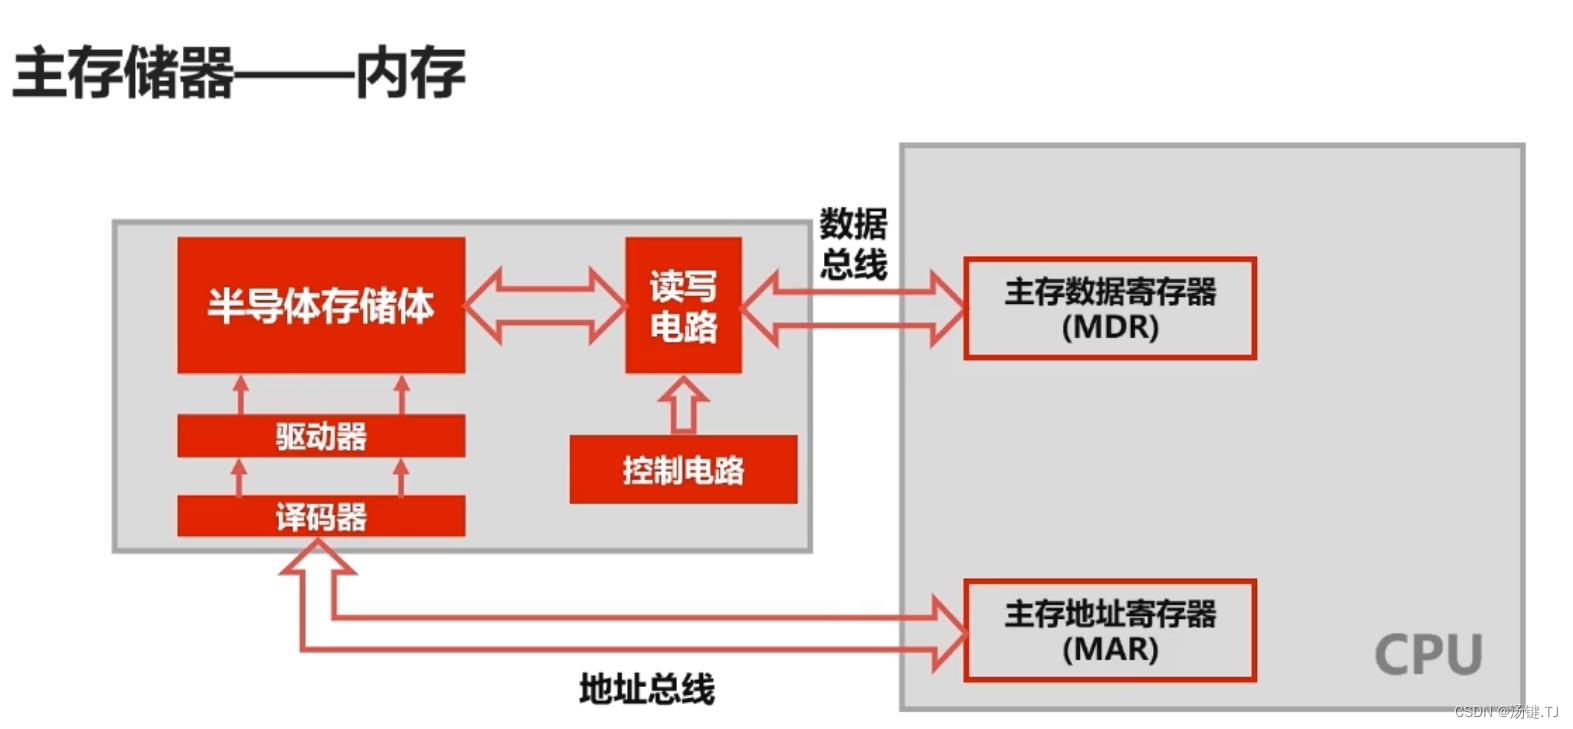 主存储器——内存
数据
总线
半导体存储体
读写
电路
主存数据寄存器
(MDR)
驱动器
控制电路
译码器
主存地址寄存器
(MAR)
CPU
地址总线
CSDN @汤键.TJ